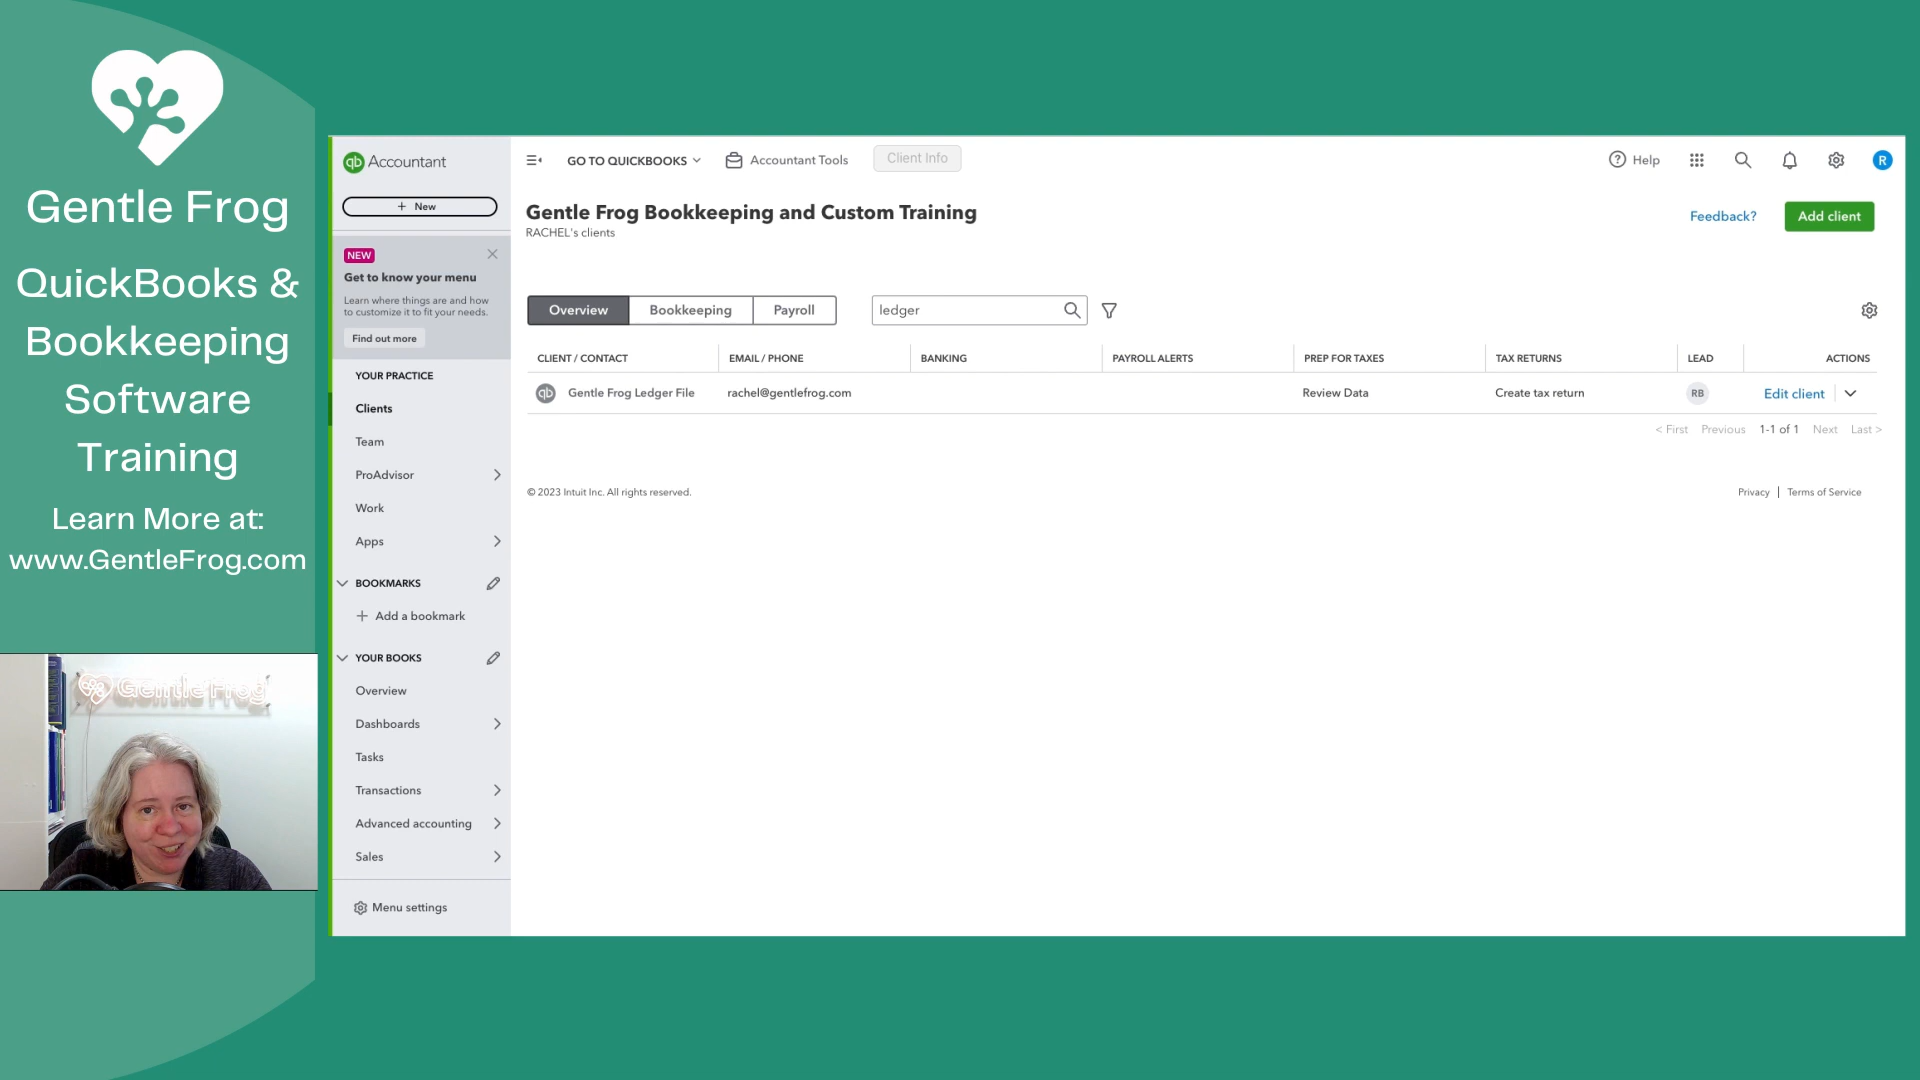 Gentle Frog
QuickBooks &
Bookkeeping
Software
Training
Learn More at:
www.GentleFrog.com
Gentle Frog
qb Accountant
+ New
NEW
Get to know your menu
Learn where things are and how
to customize it to fit your needs.
Find out more
YOUR PRACTICE
Clients
Team
ProAdvisor
Work
Apps
BOOKMARKS
+ Add a bookmark
YOUR BOOKS
Overview
Dashboards
Tasks
Transactions
Advanced accounting
Sales
Menu settings
GO TO QUICKBOOKS
Accountant Tools
Client Info
? Help
R
Gentle Frog Bookkeeping and Custom Training
RACHEL's clients
Feedback?
Add client
Overview
Bookkeeping
Payroll
ledger
CLIENT / CONTACT EMAIL / PHONE BANKING PAYROLL ALERTS PREP FOR TAXES TAX RETURNS LEAD ACTIONS
qb Gentle Frog Ledger File rachel@gentlefrog.com Review Data Create tax return RB Edit client
< First Previous 1-1 of 1 Next Last >
© 2023 Intuit Inc. All rights reserved.
Privacy | Terms of Service